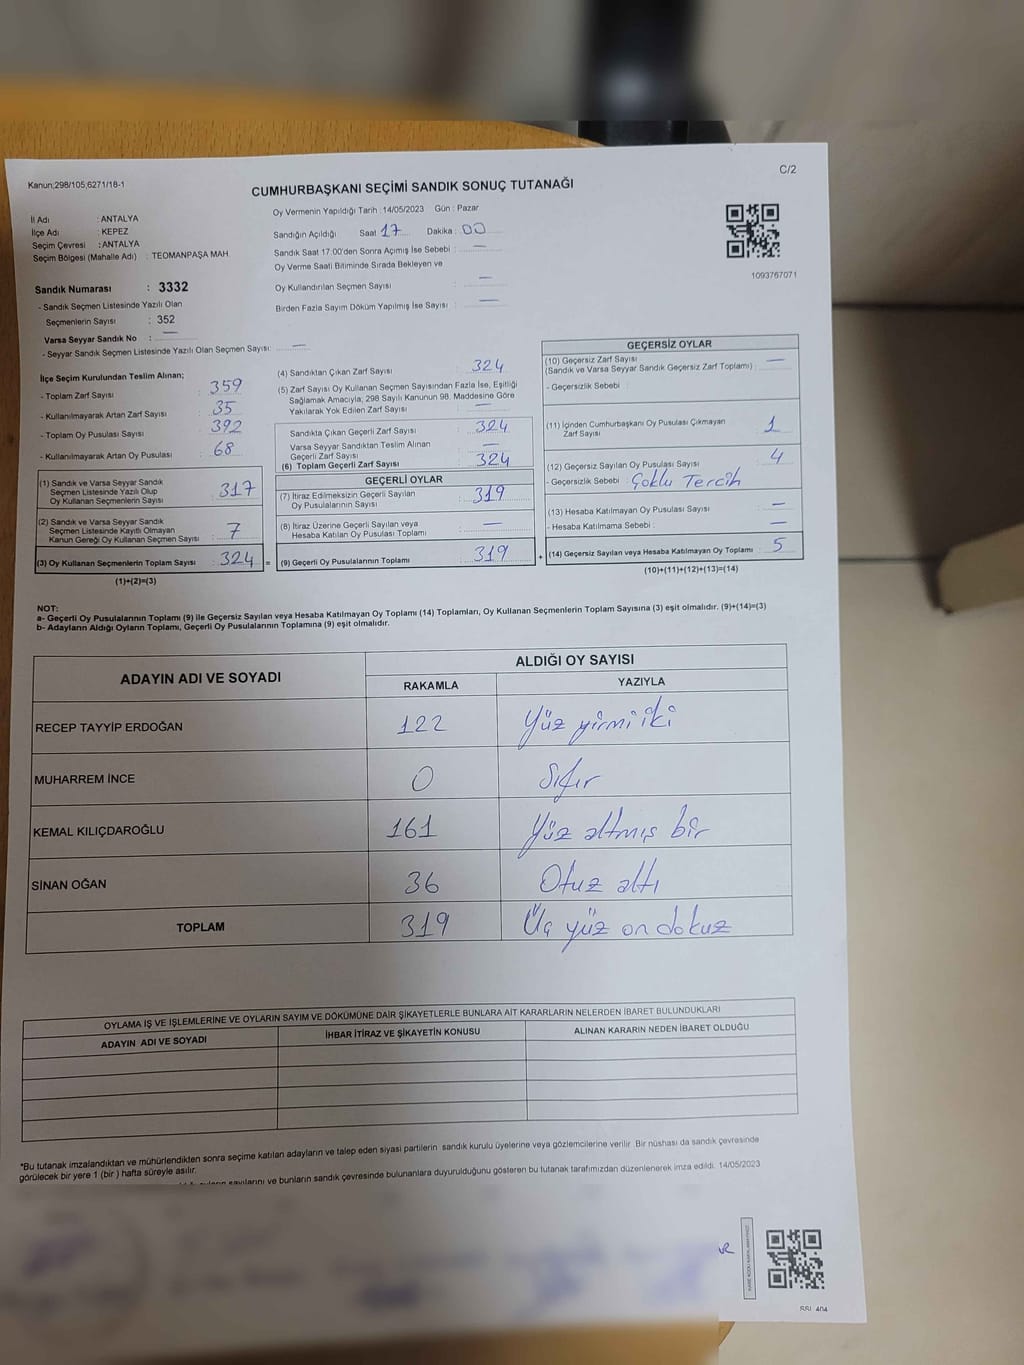 Kanun;298/105,6271/18-1
C/2
CUMHURBAŞKANI SEÇİMİ SANDIK SONUÇ TUTANAĞI
İl Adı : ANTALYA
İlçe Adı : KEPEZ
Seçim Çevresi : ANTALYA
Seçim Bölgesi (Mahalle Adı) : TEOMANPAŞA MAH.
Oy Vermenin Yapıldığı Tarih :14/05/2023 Gün : Pazar
Sandığın Açıldığı Saat 17 Dakika : 00
Sandık Saat 17.00'den Sonra Açımış İse Sebebi : —
Oy Verme Saati Bitiminde Sırada Bekleyen ve
Oy Kullandırılan Seçmen Sayısı : —
Birden Fazla Sayım Döküm Yapılmış İse Sayısı : —
1093767071
Sandık Numarası : 3332
- Sandık Seçmen Listesinde Yazılı Olan
Seçmenlerin Sayısı : 352
Varsa Seyyar Sandık No : —
- Seyyar Sandık Seçmen Listesinde Yazılı Olan Seçmen Sayısı: —
İlçe Seçim Kurulundan Teslim Alınan;
- Toplam Zarf Sayısı : 359
- Kullanılmayarak Artan Zarf Sayısı : 35
- Toplam Oy Pusulası Sayısı : 392
- Kullanılmayarak Artan Oy Pusulası : 68
(1) Sandık ve Varsa Seyyar Sandık
Seçmen Listesinde Yazılı Olup
Oy Kullanan Seçmenlerin Sayısı : 317
(2) Sandık ve Varsa Seyyar Sandık
Seçmen Listesinde Kayıtlı Olmayan
Kanun Gereği Oy Kullanan Seçmen Sayısı : 7
(3) Oy Kullanan Seçmenlerin Toplam Sayısı : 324 =
(1)+(2)=(3)
(4) Sandıktan Çıkan Zarf Sayısı : 324
(5) Zarf Sayısı Oy Kullanan Seçmen Sayısından Fazla İse, Eşitliği
Sağlamak Amacıyla; 298 Sayılı Kanunun 98. Maddesine Göre
Yakılarak Yok Edilen Zarf Sayısı : —
Sandıkta Çıkan Geçerli Zarf Sayısı : 324
Varsa Seyyar Sandıktan Teslim Alınan
Geçerli Zarf Sayısı : —
(6) Toplam Geçerli Zarf Sayısı : 324
GEÇERLİ OYLAR
(7) İtiraz Edilmeksizin Geçerli Sayılan
Oy Pusulalarının Sayısı : 319
(8) İtiraz Üzerine Geçerli Sayılan veya
Hesaba Katılan Oy Pusulası Toplamı : —
(9) Geçerli Oy Pusulalarının Toplamı : 319 +
GEÇERSİZ OYLAR
(10) Geçersiz Zarf Sayısı : —
(Sandık ve Varsa Seyyar Sandık Geçersiz Zarf Toplamı)
- Geçersizlik Sebebi :
(11) İçinden Cumhurbaşkanı Oy Pusulası Çıkmayan
Zarf Sayısı : 1
(12) Geçersiz Sayılan Oy Pusulası Sayısı : 4
- Geçersizlik Sebebi : Çoklu Tercih
(13) Hesaba Katılmayan Oy Pusulası Sayısı : —
- Hesaba Katılmama Sebebi : —
(14) Geçersiz Sayılan veya Hesaba Katılmayan Oy Toplamı : 5
(10)+(11)+(12)+(13)=(14)
NOT:
a- Geçerli Oy Pusulalarının Toplamı (9) ile Geçersiz Sayılan veya Hesaba Katılmayan Oy Toplamı (14) Toplamları, Oy Kullanan Seçmenlerin Toplam Sayısına (3) eşit olmalıdır. (9)+(14)=(3)
b- Adayların Aldığı Oyların Toplamı, Geçerli Oy Pusulalarının Toplamına (9) eşit olmalıdır.
ADAYIN ADI VE SOYADI ALDIĞI OY SAYISI
RAKAMLA YAZIYLA
RECEP TAYYİP ERDOĞAN 122 Yüz yirmi iki
MUHARREM İNCE 0 Sıfır
KEMAL KILIÇDAROĞLU 161 Yüz altmış bir
SİNAN OĞAN 36 Otuz altı
TOPLAM 319 Üç yüz on dokuz
OYLAMA İŞ VE İŞLEMLERİNE VE OYLARIN SAYIM VE DÖKÜMÜNE DAİR ŞİKAYETLERLE BUNLARA AİT KARARLARIN NELERDEN İBARET BULUNDUKLARI
ADAYIN ADI VE SOYADI İHBAR İTİRAZ VE ŞİKAYETİN KONUSU ALINAN KARARIN NEDEN İBARET OLDUĞU
*Bu tutanak imzalandıktan ve mühürlendikten sonra seçime katılan adayların ve talep eden siyasi partilerin sandık kurulu üyelerine veya gözlemcilerine verilir. Bir nüshası da sandık çevresinde
görülecek bir yere 1 (bir ) hafta süreyle asılır.
sayılarını ve bunların sandık çevresinde bulunanlara duyurulduğunu gösteren bu tutanak tarafımızdan düzenlenerek imza edildi. 14/05/2023